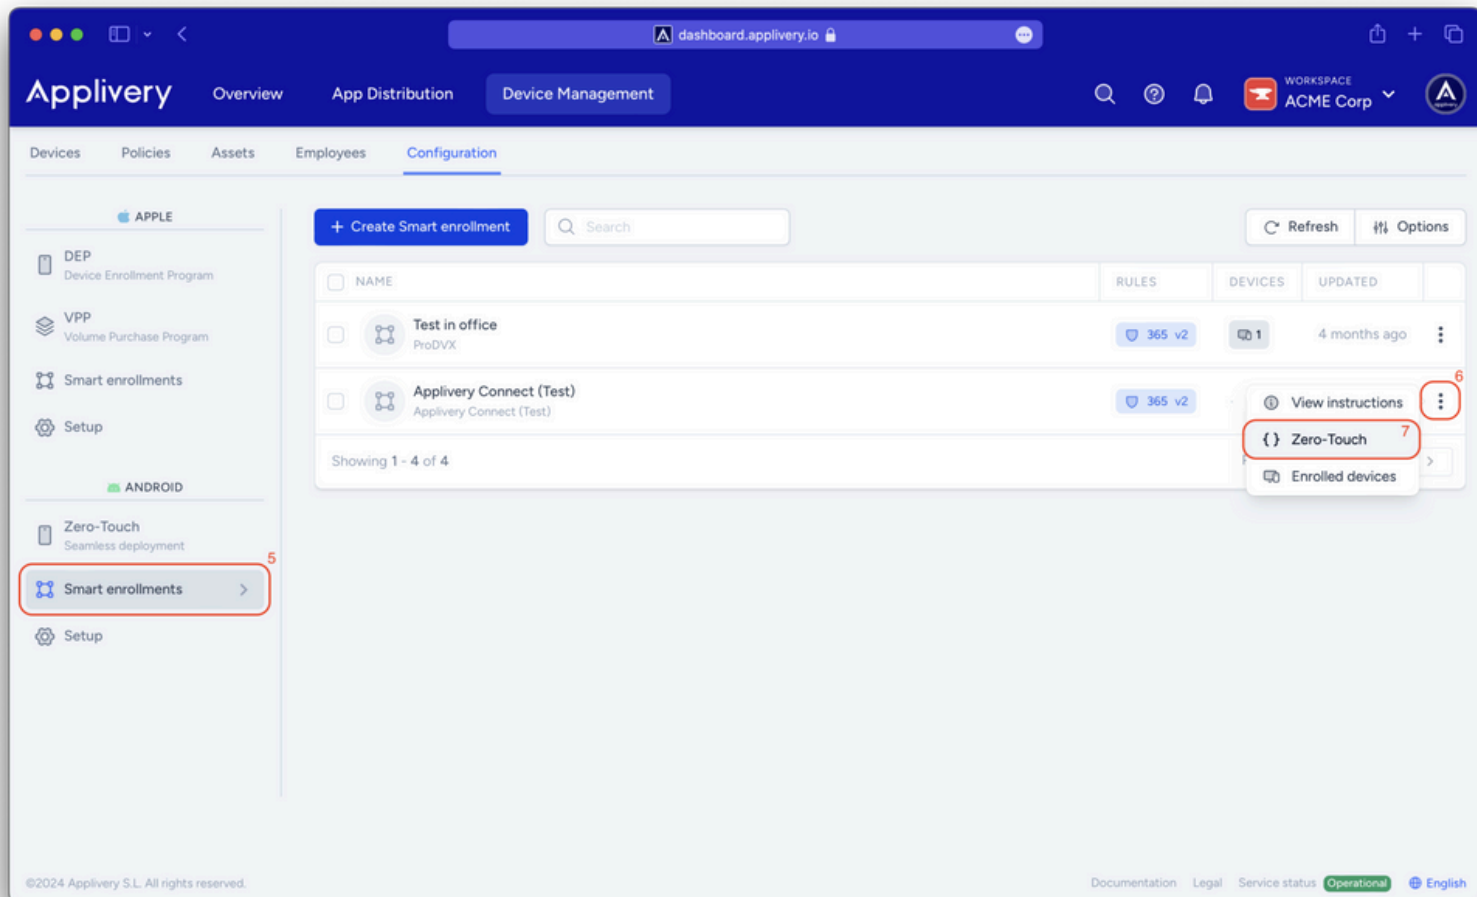 dashboard.applivery.io
Applivery
Overview
App Distribution
Device Management
WORKSPACE
ACME Corp
Devices
Policies
Assets
Employees
Configuration
APPLE
DEP
Device Enrollment Program
VPP
Volume Purchase Program
Smart enrollments
Setup
ANDROID
Zero-Touch
Seamless deployment
5
Smart enrollments
Setup
+ Create Smart enrollment
Search
Refresh
Options
NAME
RULES
DEVICES
UPDATED
Test in office
ProDVX
365 v2
1
4 months ago
Applivery Connect (Test)
Applivery Connect (Test)
365 v2
6
View instructions
{} Zero-Touch
7
Enrolled devices
Showing 1 - 4 of 4
©2024 Applivery S.L. All rights reserved.
Documentation
Legal
Service status
Operational
English